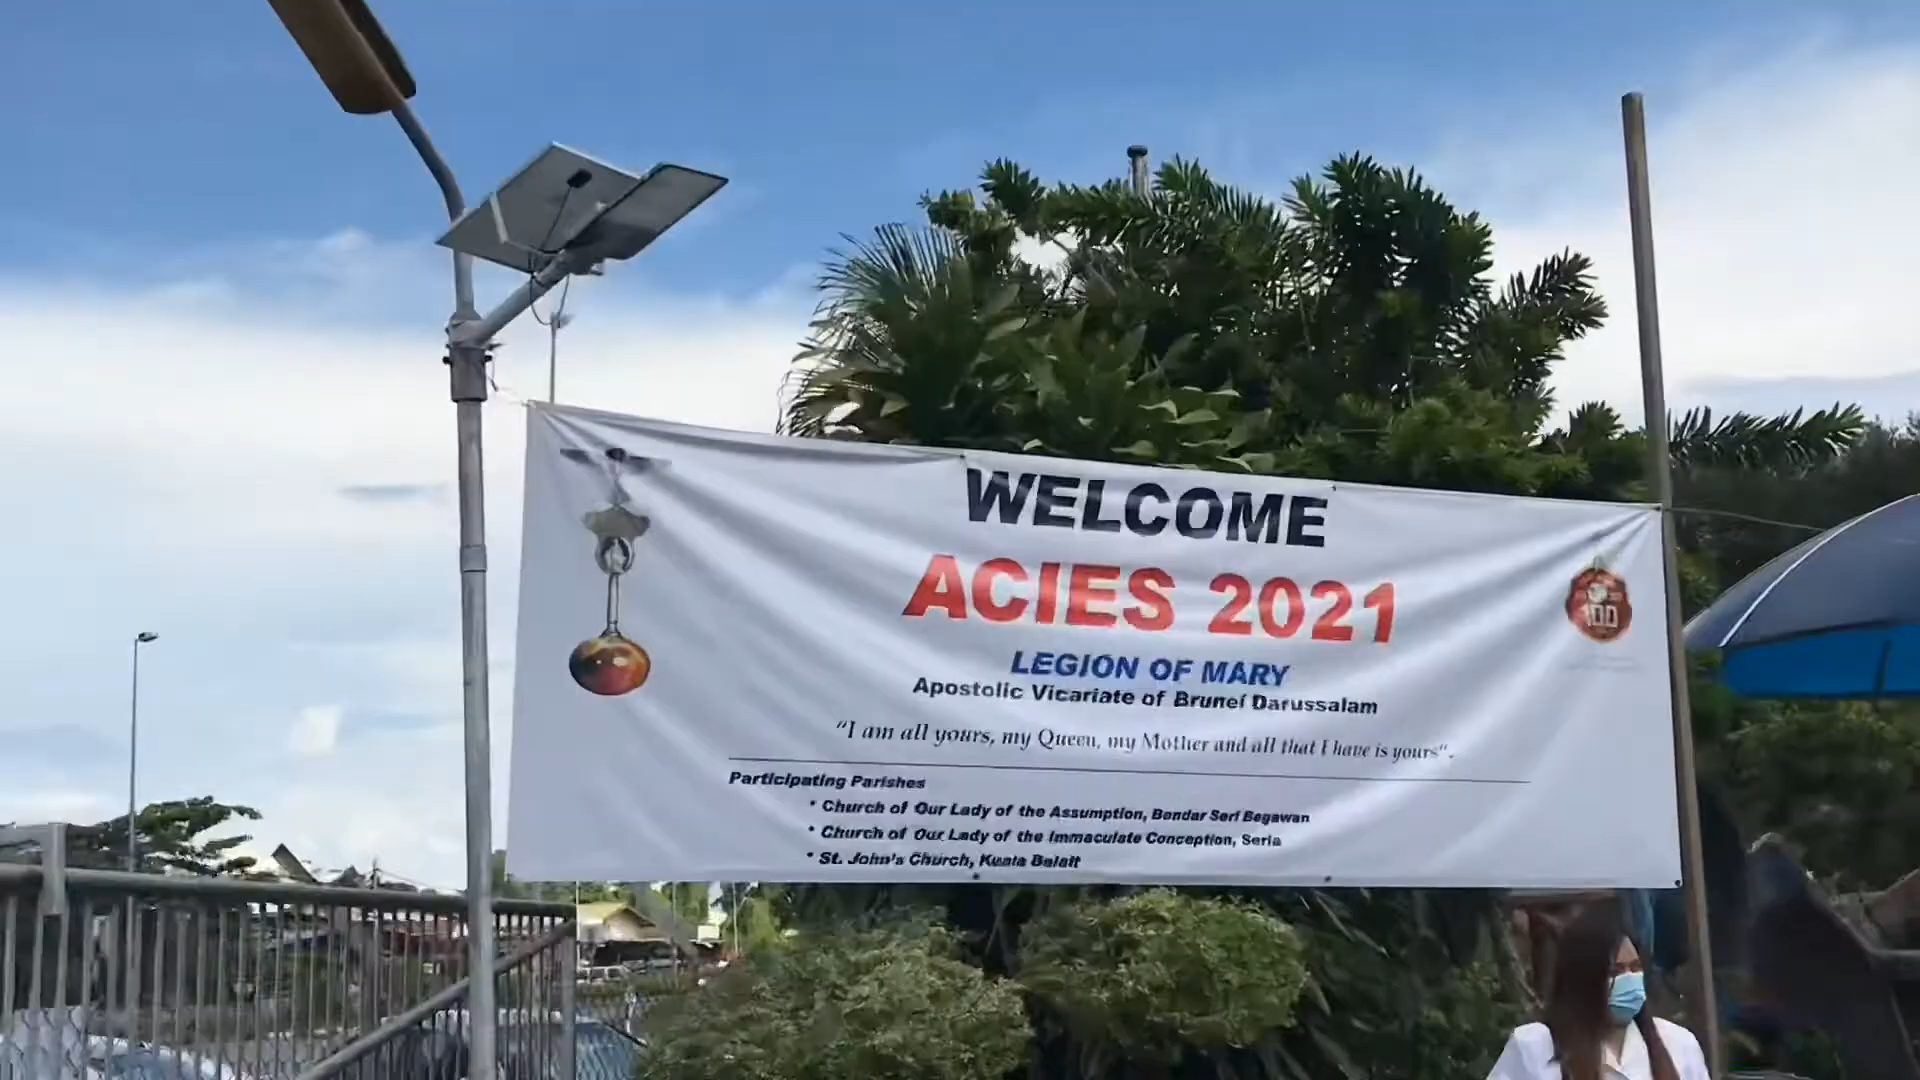 WELCOME
ACIES 2021
LEGION OF MARY
Apostolic Vicariate of Brunei Darussalam
"I am all yours, my Queen, my Mother and all that I have is yours".
Participating Parishes
* Church of Our Lady of the Assumption, Bandar Seri Begawan
* Church of Our Lady of the Immaculate Conception, Seria
* St. John's Church, Kuala Belait
100